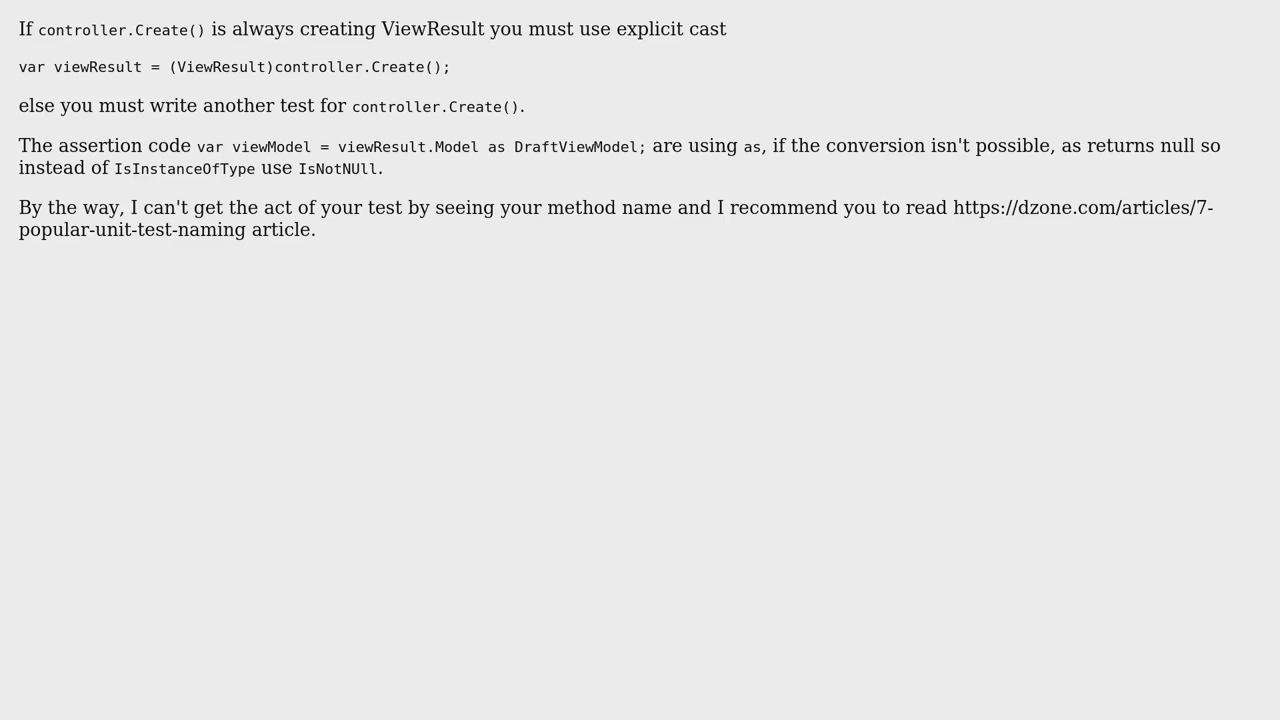 If controller.Create() is always creating ViewResult you must use explicit cast
var viewResult = (ViewResult)controller.Create();
else you must write another test for controller.Create().
The assertion code var viewModel = viewResult.Model as DraftViewModel; are using as, if the conversion isn't possible, as returns null so
instead of IsInstanceOfType use IsNotNUll.
By the way, I can't get the act of your test by seeing your method name and I recommend you to read https://dzone.com/articles/7-
popular-unit-test-naming article.